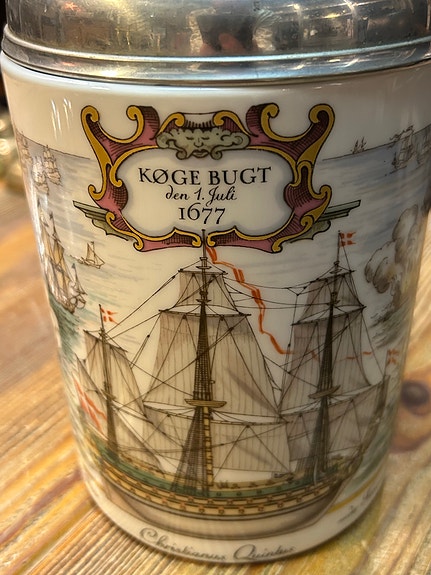 KØGE BUGT
den 1. Juli
1677
Christianus Quintus